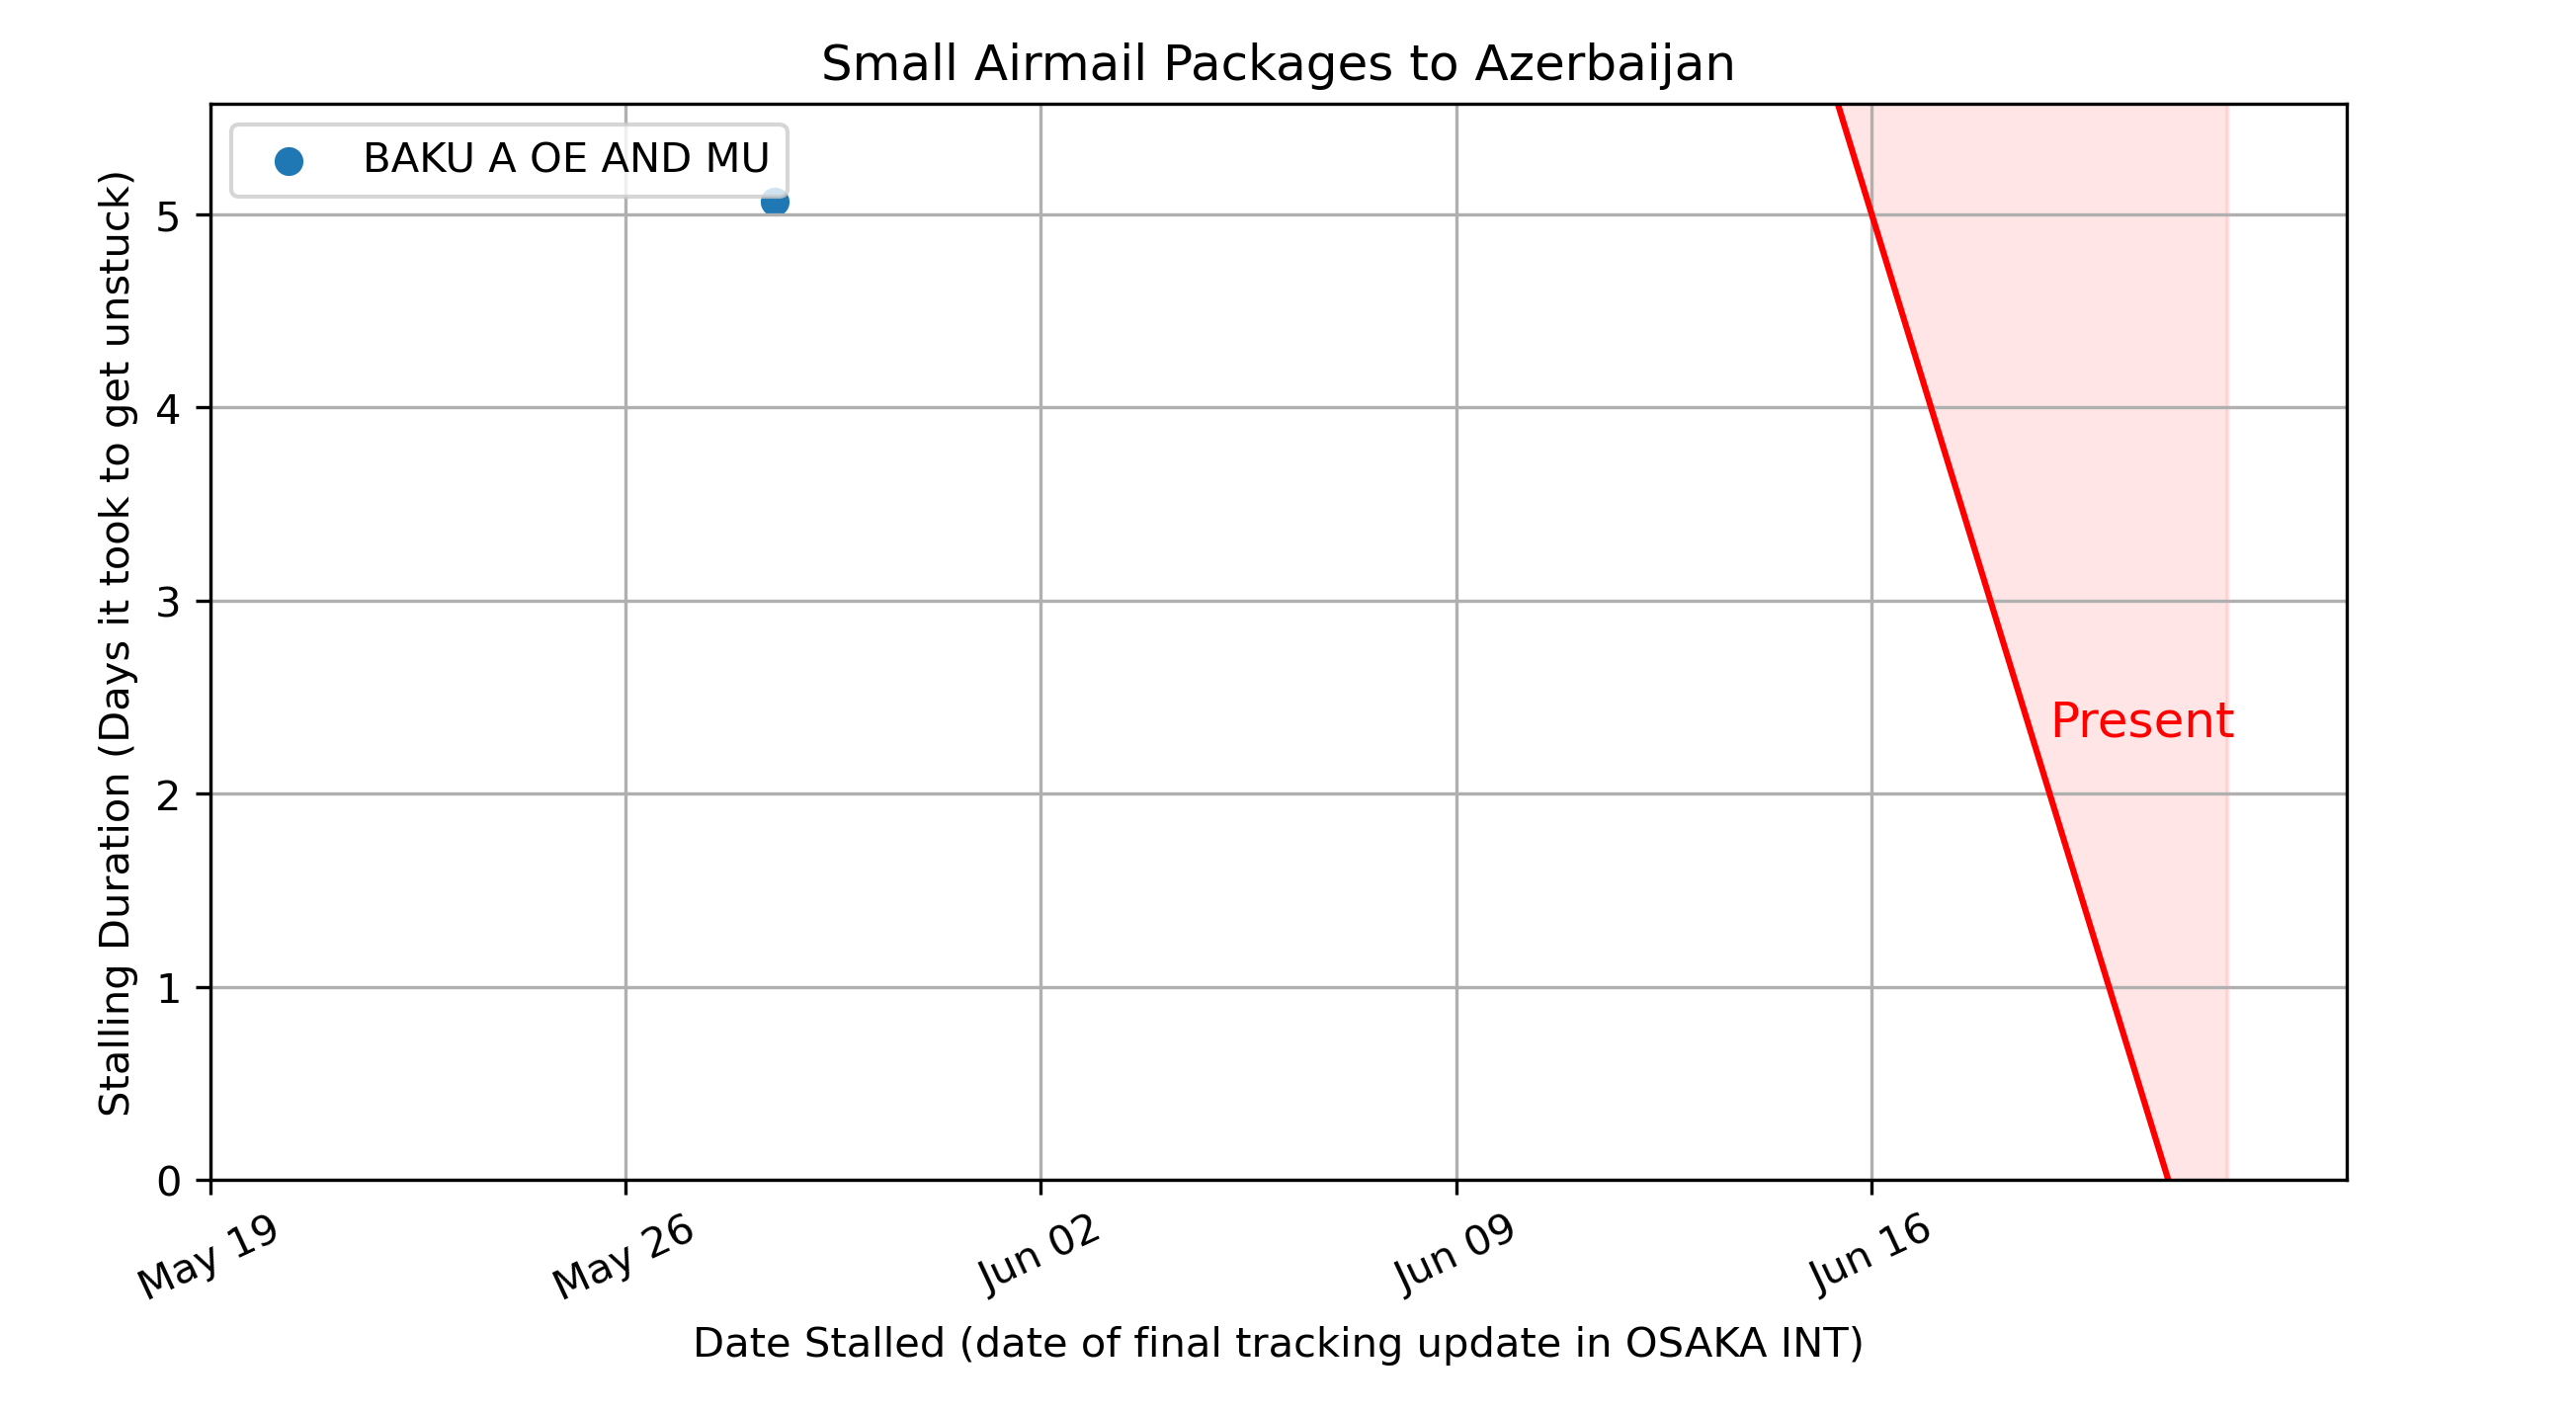 Small Airmail Packages to Azerbaijan
BAKU A OE AND MU
Stalling Duration (Days it took to get unstuck)
5
4
3
2
1
0
Present
May 19
May 26
Jun 02
Jun 09
Jun 16
Date Stalled (date of final tracking update in OSAKA INT)